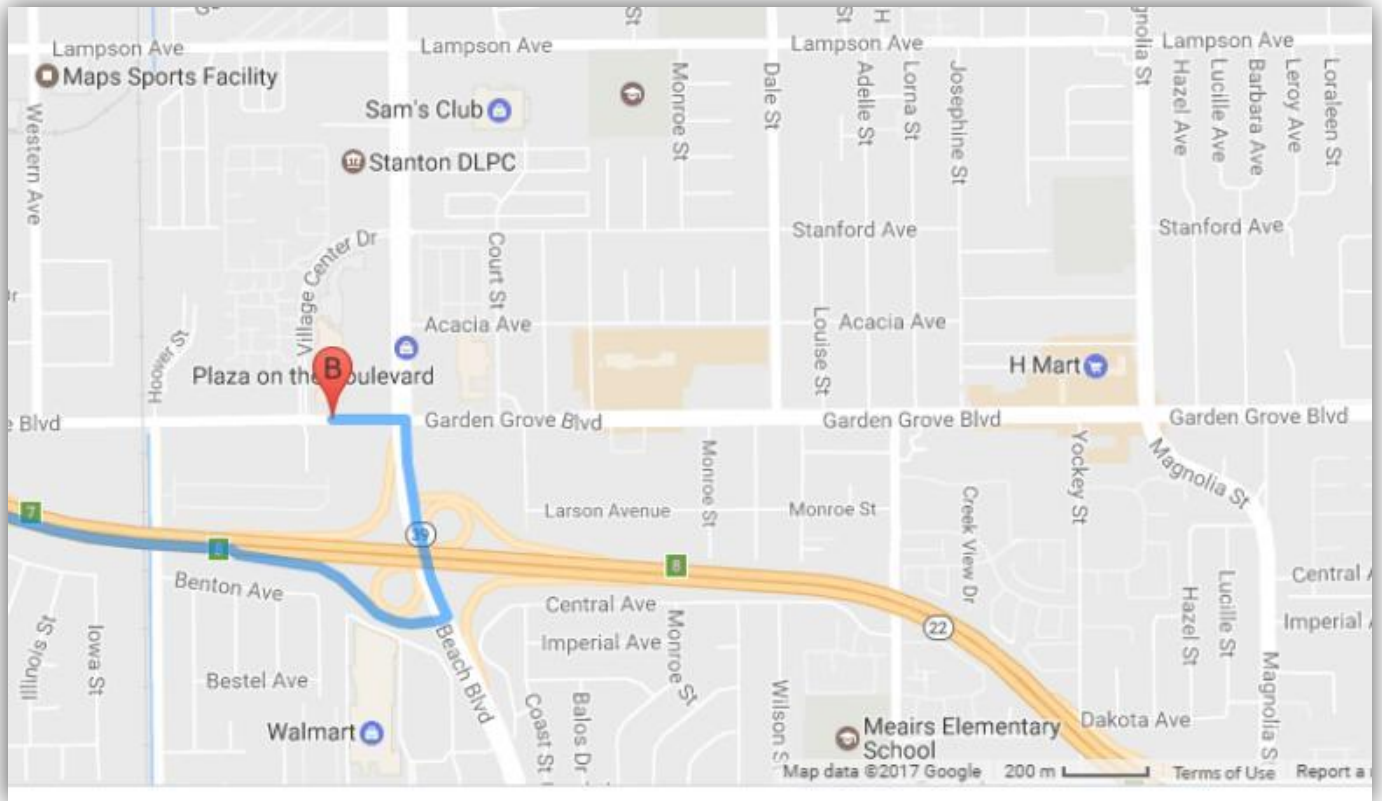 St
St
H
Lampson Ave
Lampson Ave
Lampson Ave
Lampson Ave
Maps Sports Facility
Western Ave
Sam's Club
Stanton DLPC
Monroe St
Dale St
Adelle St
Lorna St
Josephine St
Hazel Ave
Lucille Ave
Barbara Ave
Leroy Ave
Loraleen St
Village Center Dr
Court St
Stanford Ave
Stanford Ave
Hoover St
Acacia Ave
Louise St
Acacia Ave
H Mart
Plaza on the
B
Blvd
Garden Grove Blvd
Garden Grove Blvd
Garden Grove Blvd
Magnolia St
Yockey St
Monroe St
Larson Avenue
Monroe St
Creek View Dr
7
39
8
22
Benton Ave
Central Ave
Imperial Ave
Monroe St
Central
Imperial
Hazel St
Lucille St
Illinois St
Iowa St
Beach Blvd
Bestel Ave
Walmart
Coast St
Balos Dr
Wilson S
Meairs Elementary
School
Dakota Ave
Magnolia St
Map data ©2017 Google
200 m
Terms of Use
Report a